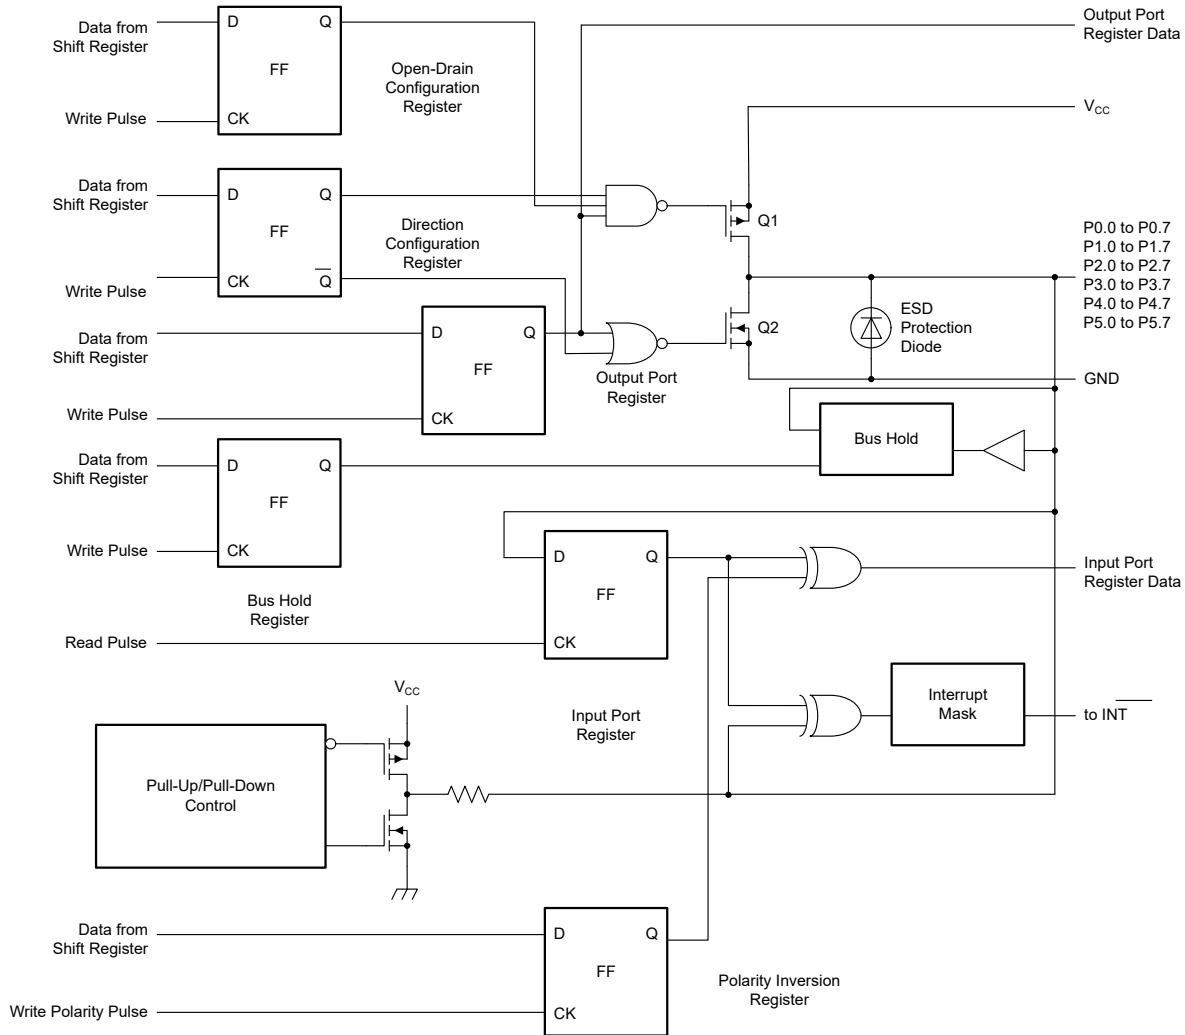 Data from
Shift Register
D
Q
FF
Write Pulse
CK
Open-Drain
Configuration
Register
Output Port
Register Data
V_CC
Data from
Shift Register
D
Q
FF
Write Pulse
CK
Q̅
Direction
Configuration
Register
Q1
P0.0 to P0.7
P1.0 to P1.7
P2.0 to P2.7
P3.0 to P3.7
P4.0 to P4.7
P5.0 to P5.7
Data from
Shift Register
D
Q
FF
Write Pulse
CK
Q2
ESD
Protection
Diode
Output Port
Register
GND
Data from
Shift Register
D
Q
FF
Write Pulse
CK
Bus Hold
Bus Hold
Register
D
Q
FF
Read Pulse
CK
Input Port
Register Data
Input Port
Register
Interrupt
Mask
to INT
V_CC
Pull-Up/Pull-Down
Control
Data from
Shift Register
D
Q
FF
Write Polarity Pulse
CK
Polarity Inversion
Register